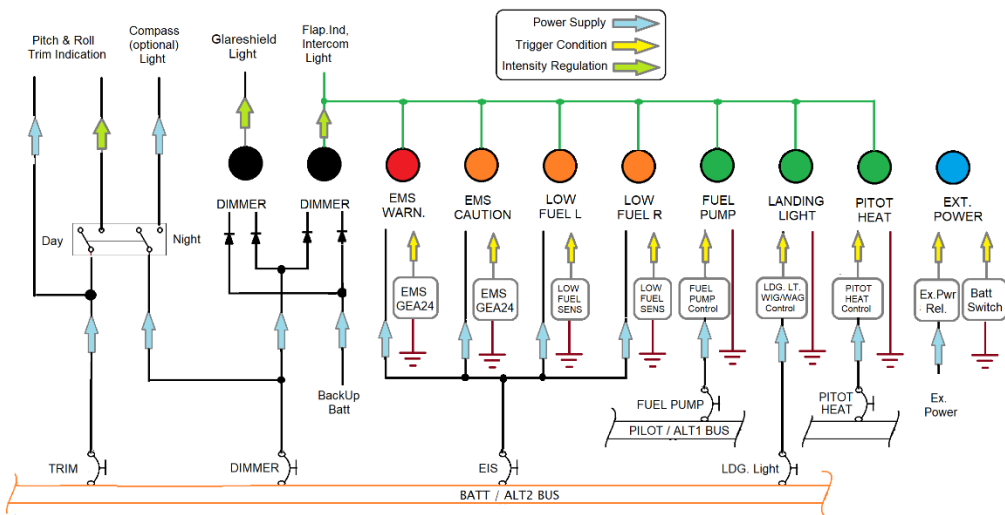 Pitch & Roll
Trim Indication
Compass
(optional)
Light
Glareshield
Light
Flap.Ind,
Intercom
Light
Power Supply
Trigger Condition
Intensity Regulation
Day
Night
DIMMER
DIMMER
EMS
WARN.
EMS
CAUTION
LOW
FUEL L
LOW
FUEL R
FUEL
PUMP
LANDING
LIGHT
PITOT
HEAT
EXT.
POWER
EMS
GEA24
EMS
GEA24
LOW
FUEL
SENS
LOW
FUEL
SENS
FUEL
PUMP
Control
LDG. LT.
WIG/WAG
Control
PITOT
HEAT
Control
Ex.Pwr
Rel.
Batt
Switch
BackUp
Batt
FUEL PUMP
PILOT / ALT1 BUS
PITOT
HEAT
Ex.
Power
TRIM
DIMMER
EIS
LDG. Light
BATT / ALT2 BUS